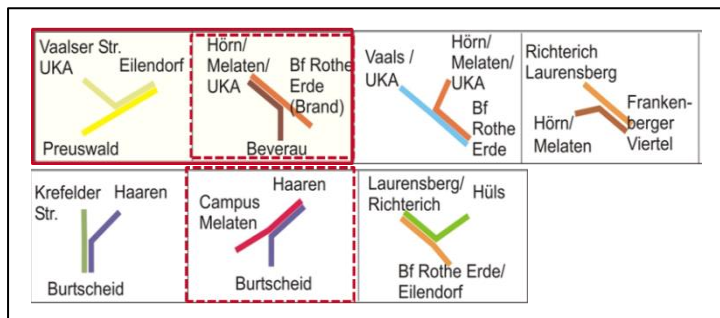 Vaalser Str.
UKA
Eilendorf
Preuswald
Hörn/
Melaten/
UKA
Bf Rothe
Erde
(Brand)
Beverau
Vaals /
UKA
Hörn/
Melaten/
UKA
Bf
Rothe
Erde
Richterich
Laurensberg
Franken-
berger
Viertel
Hörn/
Melaten
Krefelder
Str.
Haaren
Burtscheid
Campus
Melaten
Haaren
Burtscheid
Laurensberg/
Richterich
Hüls
Bf Rothe Erde/
Eilendorf